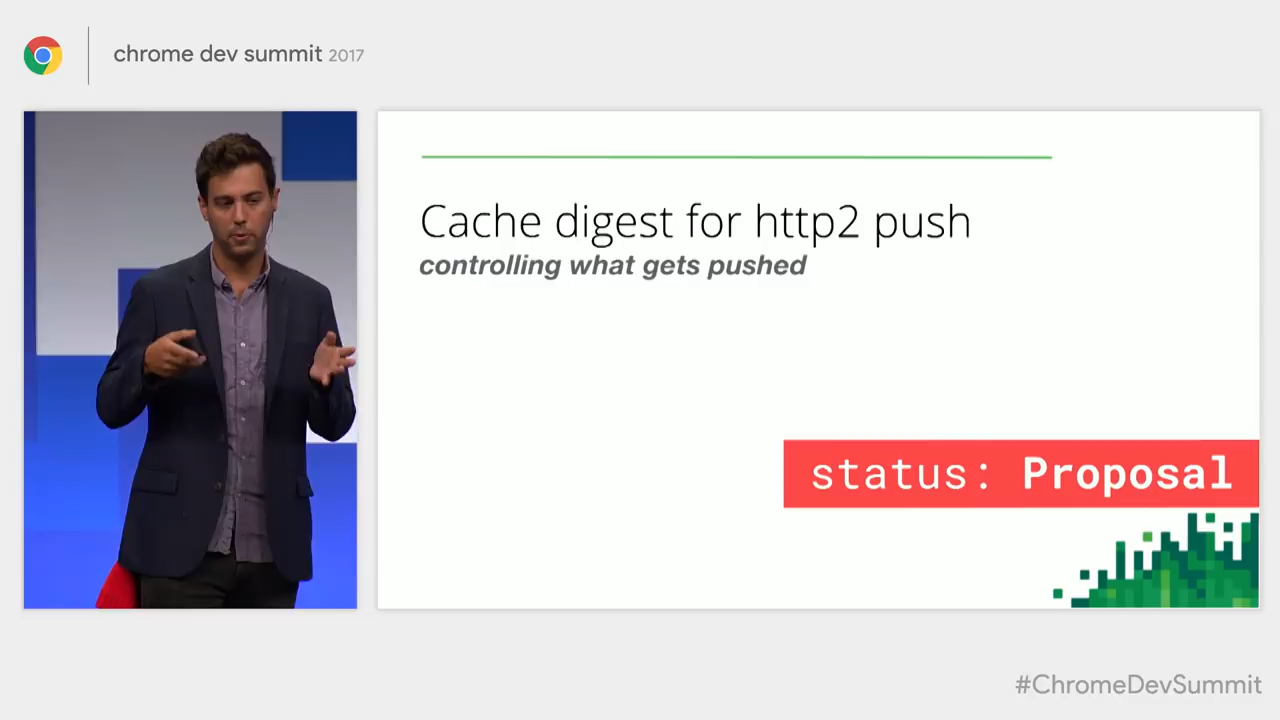 chrome dev summit 2017
Cache digest for http2 push
controlling what gets pushed
status: Proposal
#ChromeDevSummit